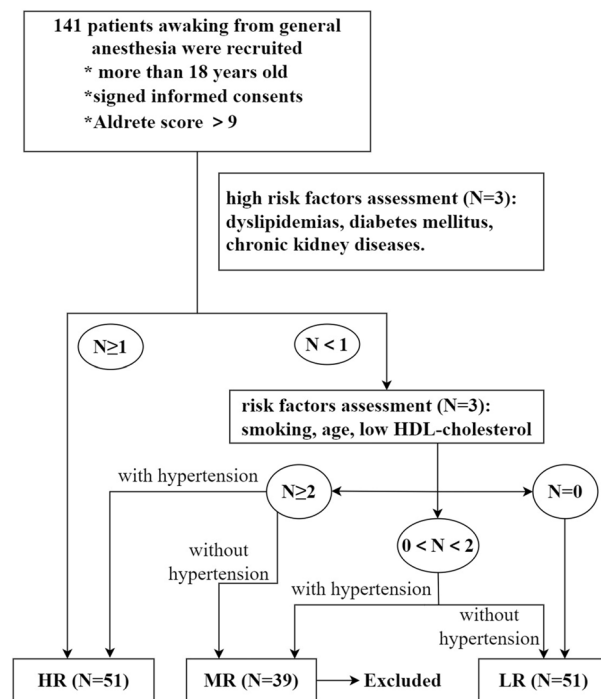 141 patients awaking from general
anesthesia were recruited
* more than 18 years old
*signed informed consents
*Aldrete score > 9
high risk factors assessment (N=3):
dyslipidemias, diabetes mellitus,
chronic kidney diseases.
N≥1
N < 1
risk factors assessment (N=3):
smoking, age, low HDL-cholesterol
with hypertension
N≥2
N=0
without
hypertension
0 < N < 2
with hypertension
without
hypertension
HR (N=51)
MR (N=39)
Excluded
LR (N=51)